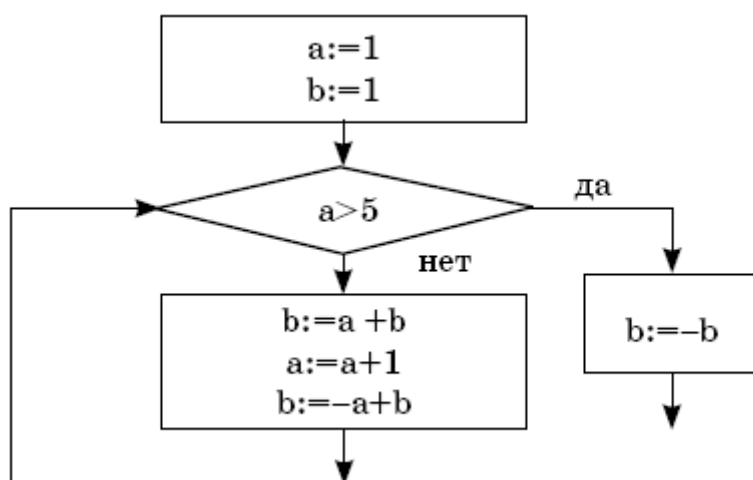 a:=1
b:=1
a>5
да
нет
b:=a +b
a:=a+1
b:=–a+b
b:=–b